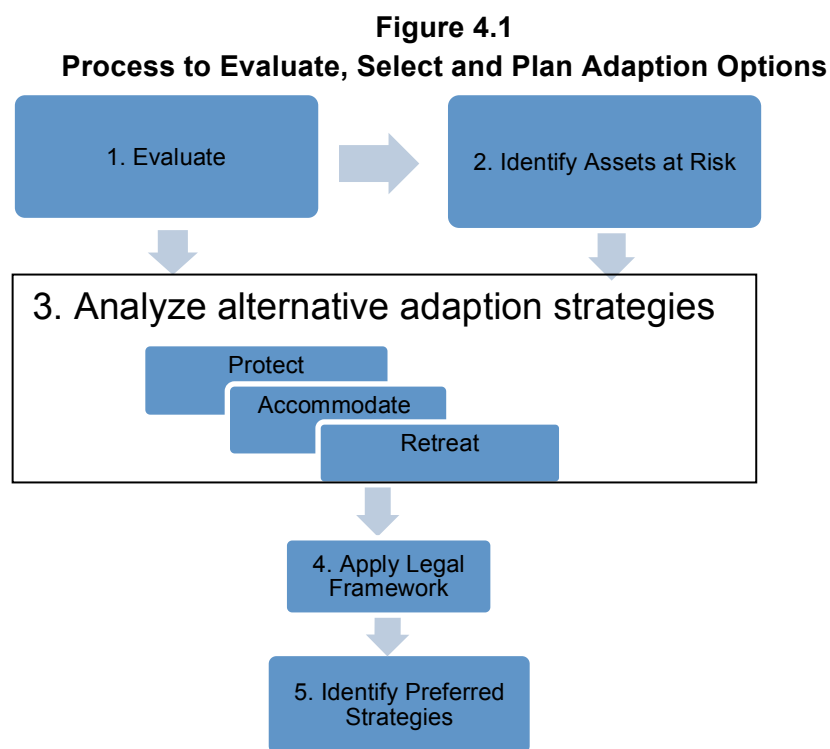 Figure 4.1
Process to Evaluate, Select and Plan Adaption Options
1. Evaluate
2. Identify Assets at Risk
3. Analyze alternative adaption strategies
Protect
Accommodate
Retreat
4. Apply Legal
Framework
5. Identify Preferred
Strategies